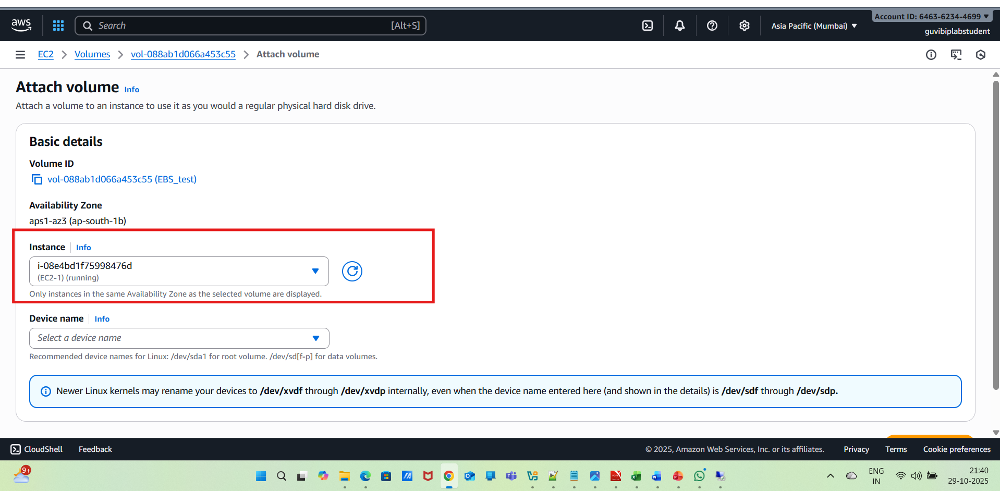 aws
Search
[Alt+S]
Asia Pacific (Mumbai)
Account ID: 6463-6234-4699
guvibiplabstudent
EC2
Volumes
vol-088ab1d066a453c55
Attach volume
Attach volume Info
Attach a volume to an instance to use it as you would a regular physical hard disk drive.
Basic details
Volume ID
vol-088ab1d066a453c55 (EBS_test)
Availability Zone
aps1-az3 (ap-south-1b)
Instance Info
i-08e4bd1f75998476d
(EC2-1) (running)
Only instances in the same Availability Zone as the selected volume are displayed.
Device name Info
Select a device name
Recommended device names for Linux: /dev/sda1 for root volume. /dev/sd[f-p] for data volumes.
Newer Linux kernels may rename your devices to /dev/xvdf through /dev/xvdp internally, even when the device name entered here (and shown in the details) is /dev/sdf through /dev/sdp.
CloudShell
Feedback
© 2025, Amazon Web Services, Inc. or its affiliates.
Privacy
Terms
Cookie preferences
9+
ENG
IN
21:40
29-10-2025